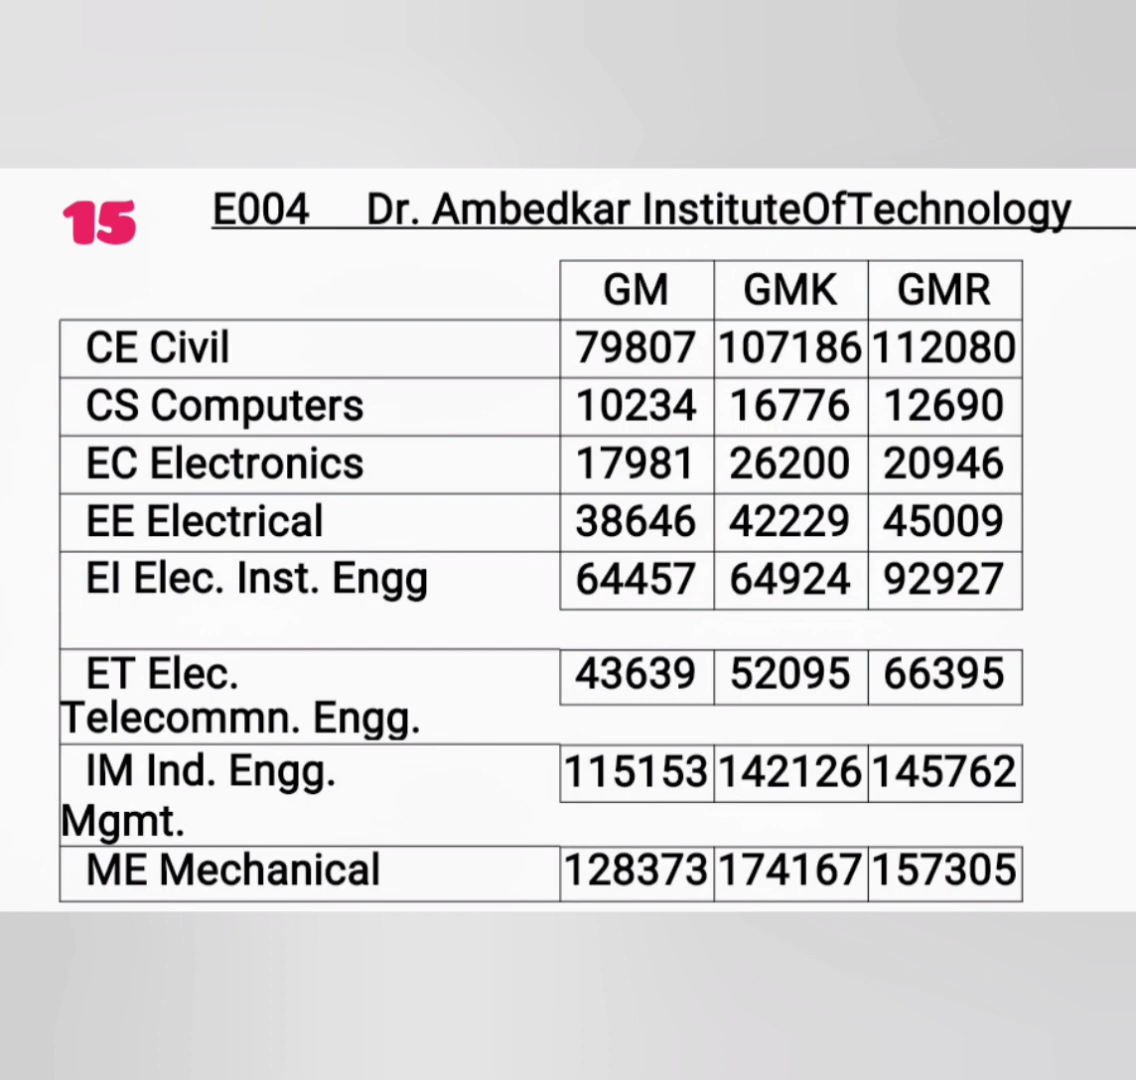 15 E004 Dr. Ambedkar InstituteOfTechnology
GM GMK GMR
CE Civil 79807 107186 112080
CS Computers 10234 16776 12690
EC Electronics 17981 26200 20946
EE Electrical 38646 42229 45009
EI Elec. Inst. Engg 64457 64924 92927
ET Elec. 43639 52095 66395
Telecommn. Engg.
IM Ind. Engg. 115153 142126 145762
Mgmt.
ME Mechanical 128373 174167 157305